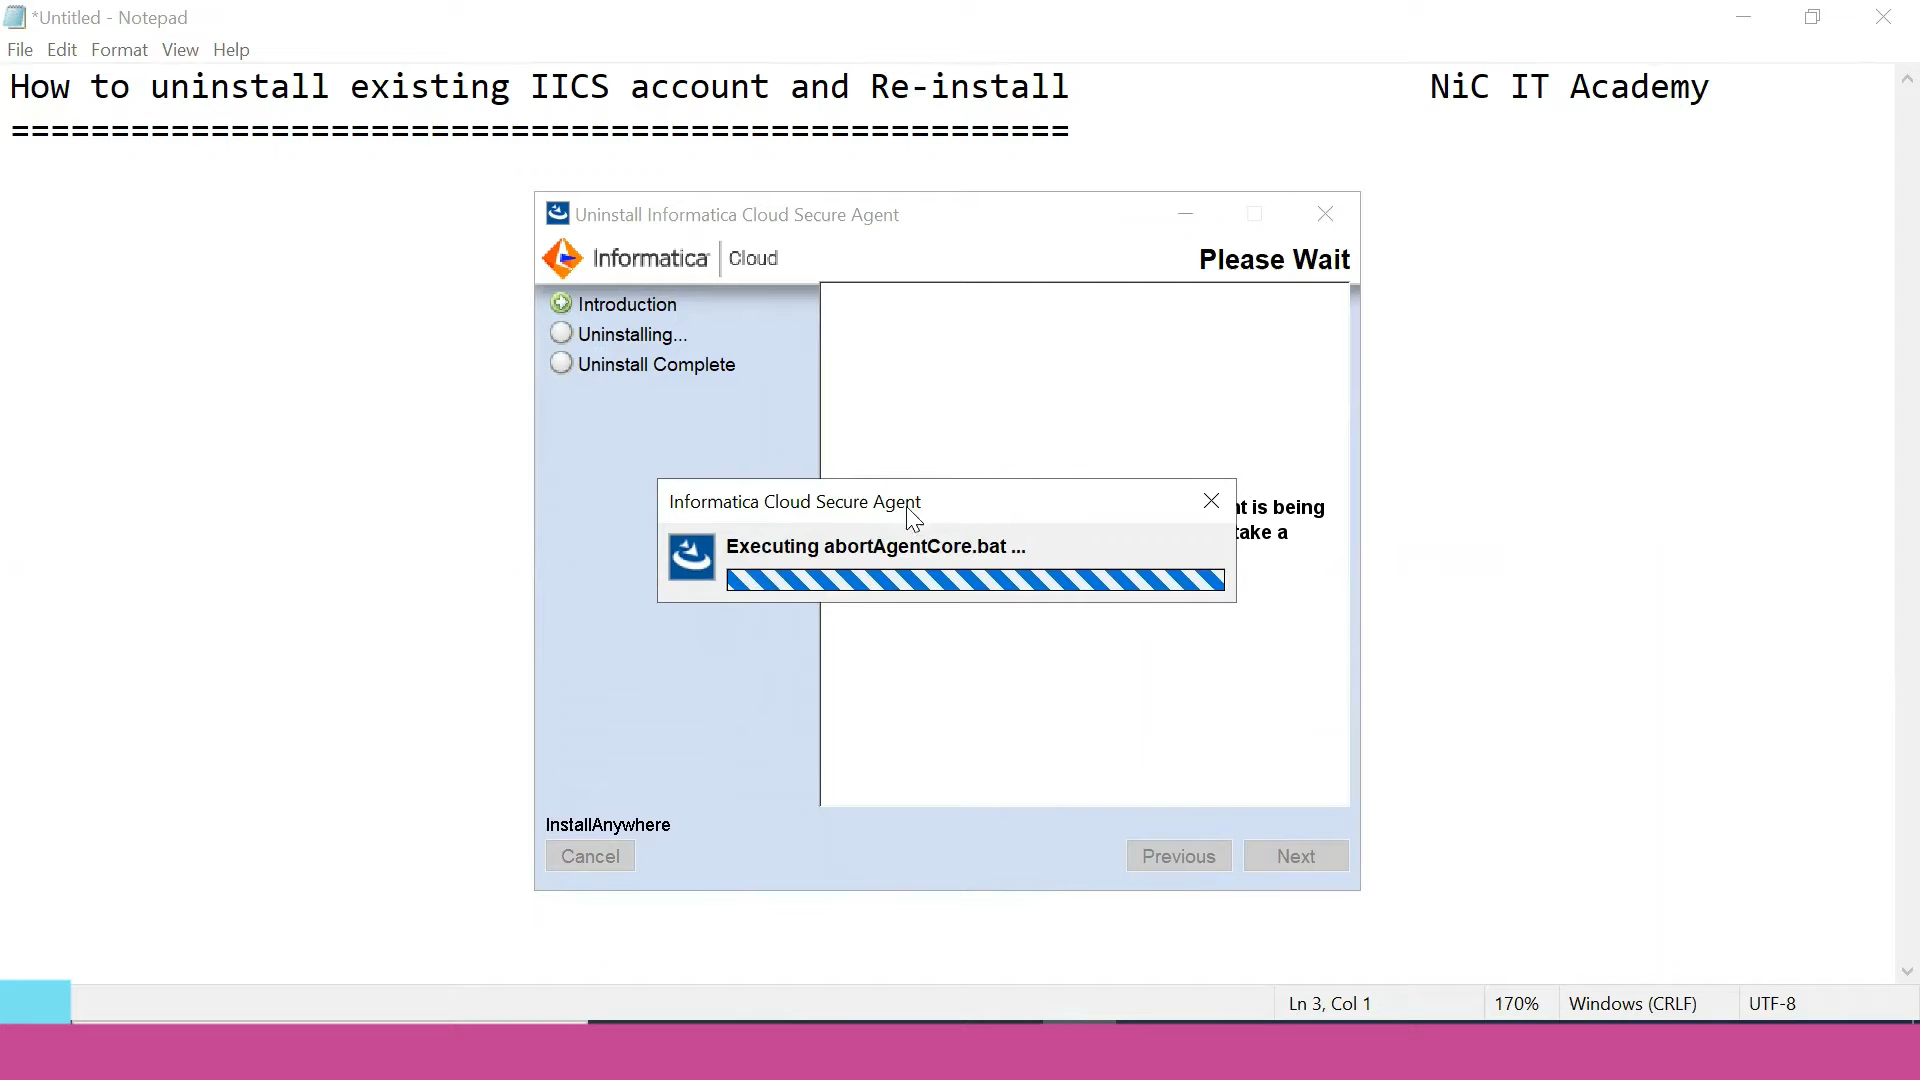 *Untitled - Notepad
File Edit Format View Help
How to uninstall existing IICS account and Re-install NiC IT Academy
=====================================================
Uninstall Informatica Cloud Secure Agent
Informatica Cloud
Please Wait
Introduction
Uninstalling...
Uninstall Complete
Informatica Cloud Secure Agent
Executing abortAgentCore.bat ...
is being
take a
InstallAnywhere
Cancel
Previous
Next
Ln 3, Col 1
170%
Windows (CRLF)
UTF-8